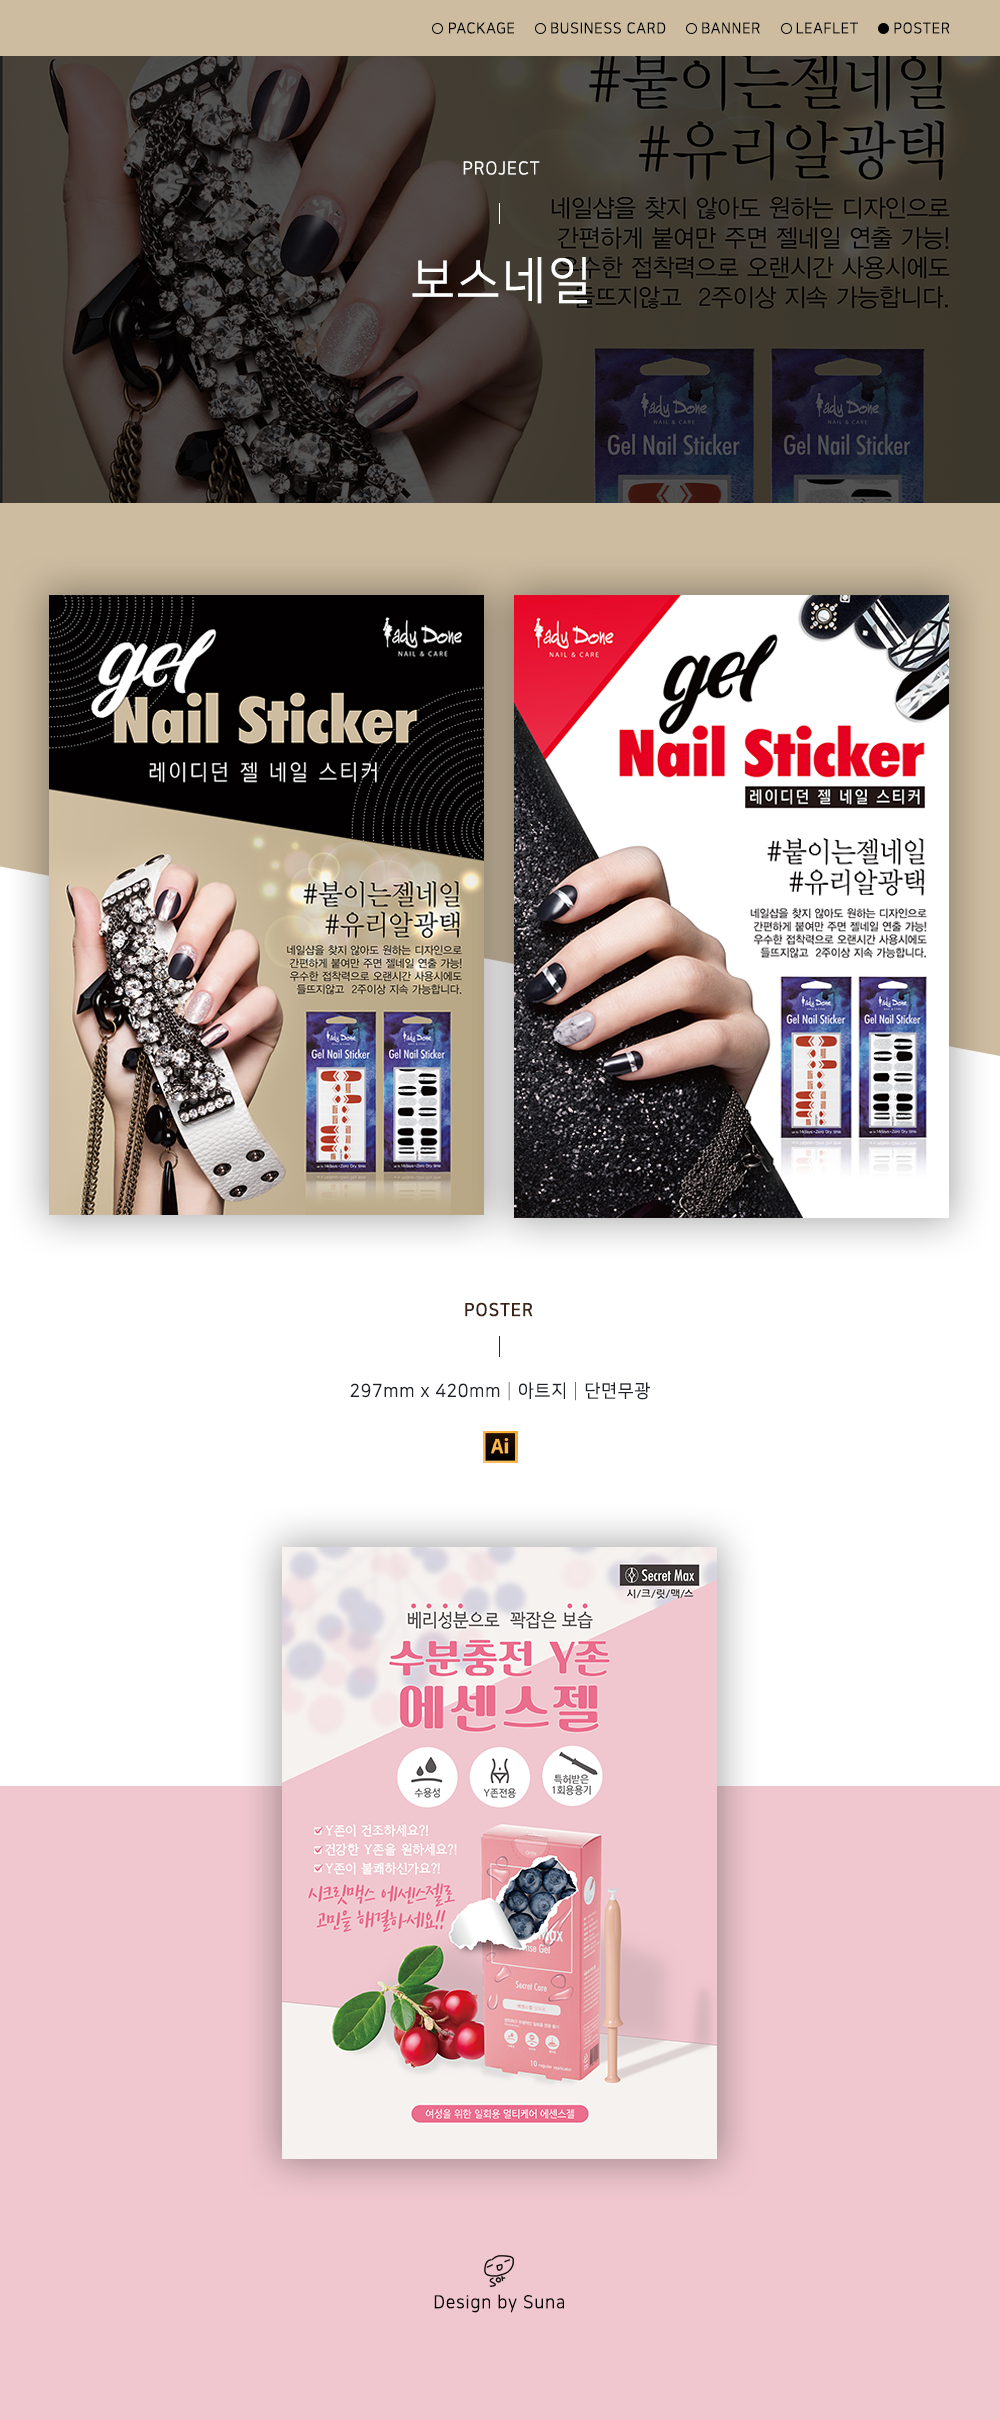 PACKAGE BUSINESS CARD BANNER LEAFLET POSTER
#붙이는젤네일
#유리알광택
PROJECT
네일샵을 찾지 않아도 원하는 디자인으로
간편하게 붙여만 주면 젤네일 연출 가능!
우수한 접착력으로 오랜시간 사용시에도
들뜨지않고 2주이상 지속 가능합니다.
보스네일
lady Done
NAIL & CARE
Gel Nail Sticker
lady Done
NAIL & CARE
Gel Nail Sticker
lady Done
NAIL & CARE
gel
Nail Sticker
레이디던 젤 네일 스티커
#붙이는젤네일
#유리알광택
네일샵을 찾지 않아도 원하는 디자인으로
간편하게 붙여만 주면 젤네일 연출 가능!
우수한 접착력으로 오랜시간 사용시에도
들뜨지않고 2주이상 지속 가능합니다.
lady Done
Gel Nail Sticker
lady Done
Gel Nail Sticker
lady Done
NAIL & CARE
gel
Nail Sticker
레이디던 젤 네일 스티커
#붙이는젤네일
#유리알광택
네일샵을 찾지 않아도 원하는 디자인으로
간편하게 붙여만 주면 젤네일 연출 가능!
우수한 접착력으로 오랜시간 사용시에도
들뜨지않고 2주이상 지속 가능합니다.
lady Done
Gel Nail Sticker
lady Done
Gel Nail Sticker
POSTER
297mm x 420mm | 아트지 | 단면무광
Ai
Secret Max
시/크/릿/맥/스
베리성분으로 꽉잡은 보습
수분충전 Y존
에센스젤
수용성
Y존전용
특허받은
1회용용기
Y존이 건조하세요?!
건강한 Y존을 원하세요?!
Y존이 불쾌하신가요?!
시크릿맥스 에센스젤로
고민을 해결하세요!!
Secret Care
10 regular applicator
여성을 위한 일회용 멀티케어 에센스젤
Design by Suna